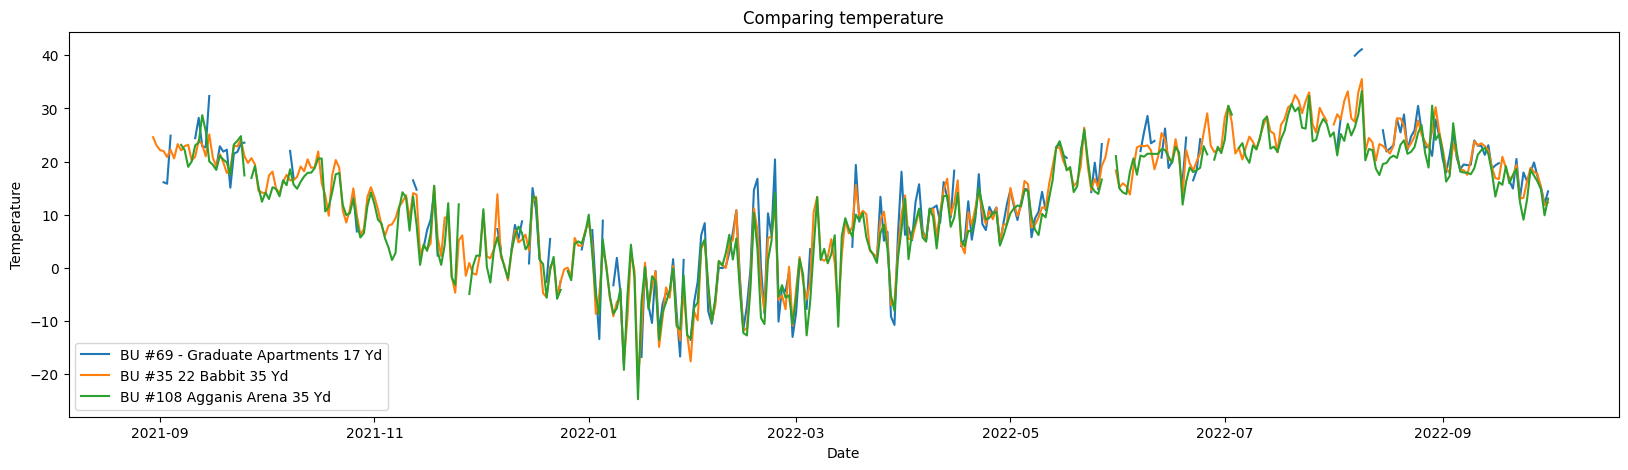 Comparing temperature
Temperature
40
30
20
10
0
−10
−20
BU #69 - Graduate Apartments 17 Yd
BU #35 22 Babbit 35 Yd
BU #108 Agganis Arena 35 Yd
2021-09
2021-11
2022-01
2022-03
2022-05
2022-07
2022-09
Date